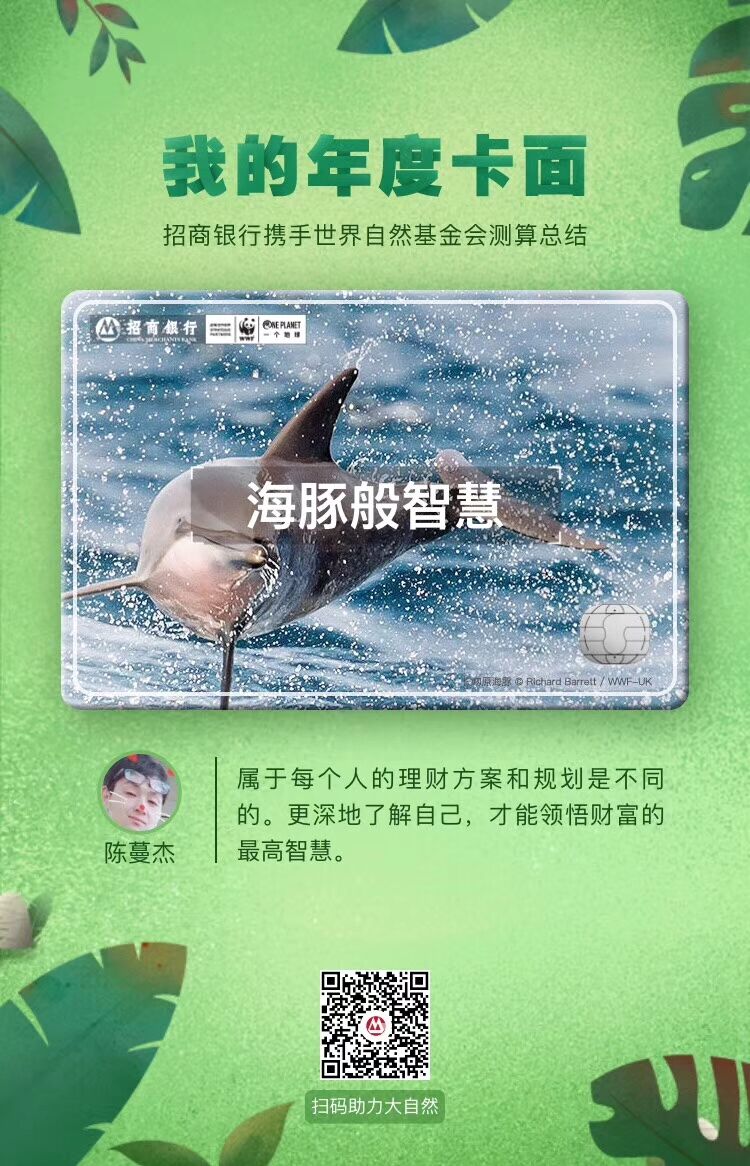 我的年度卡面
招商银行携手世界自然基金会测算总结
招商银行
CHINA MERCHANTS BANK
WWF
ONE PLANET
一个地球
海豚般智慧
© Richard Barrett / WWF-UK
陈蔓杰
属于每个人的理财方案和规划是不同
的。更深地了解自己，才能领悟财富的
最高智慧。
扫码助力大自然